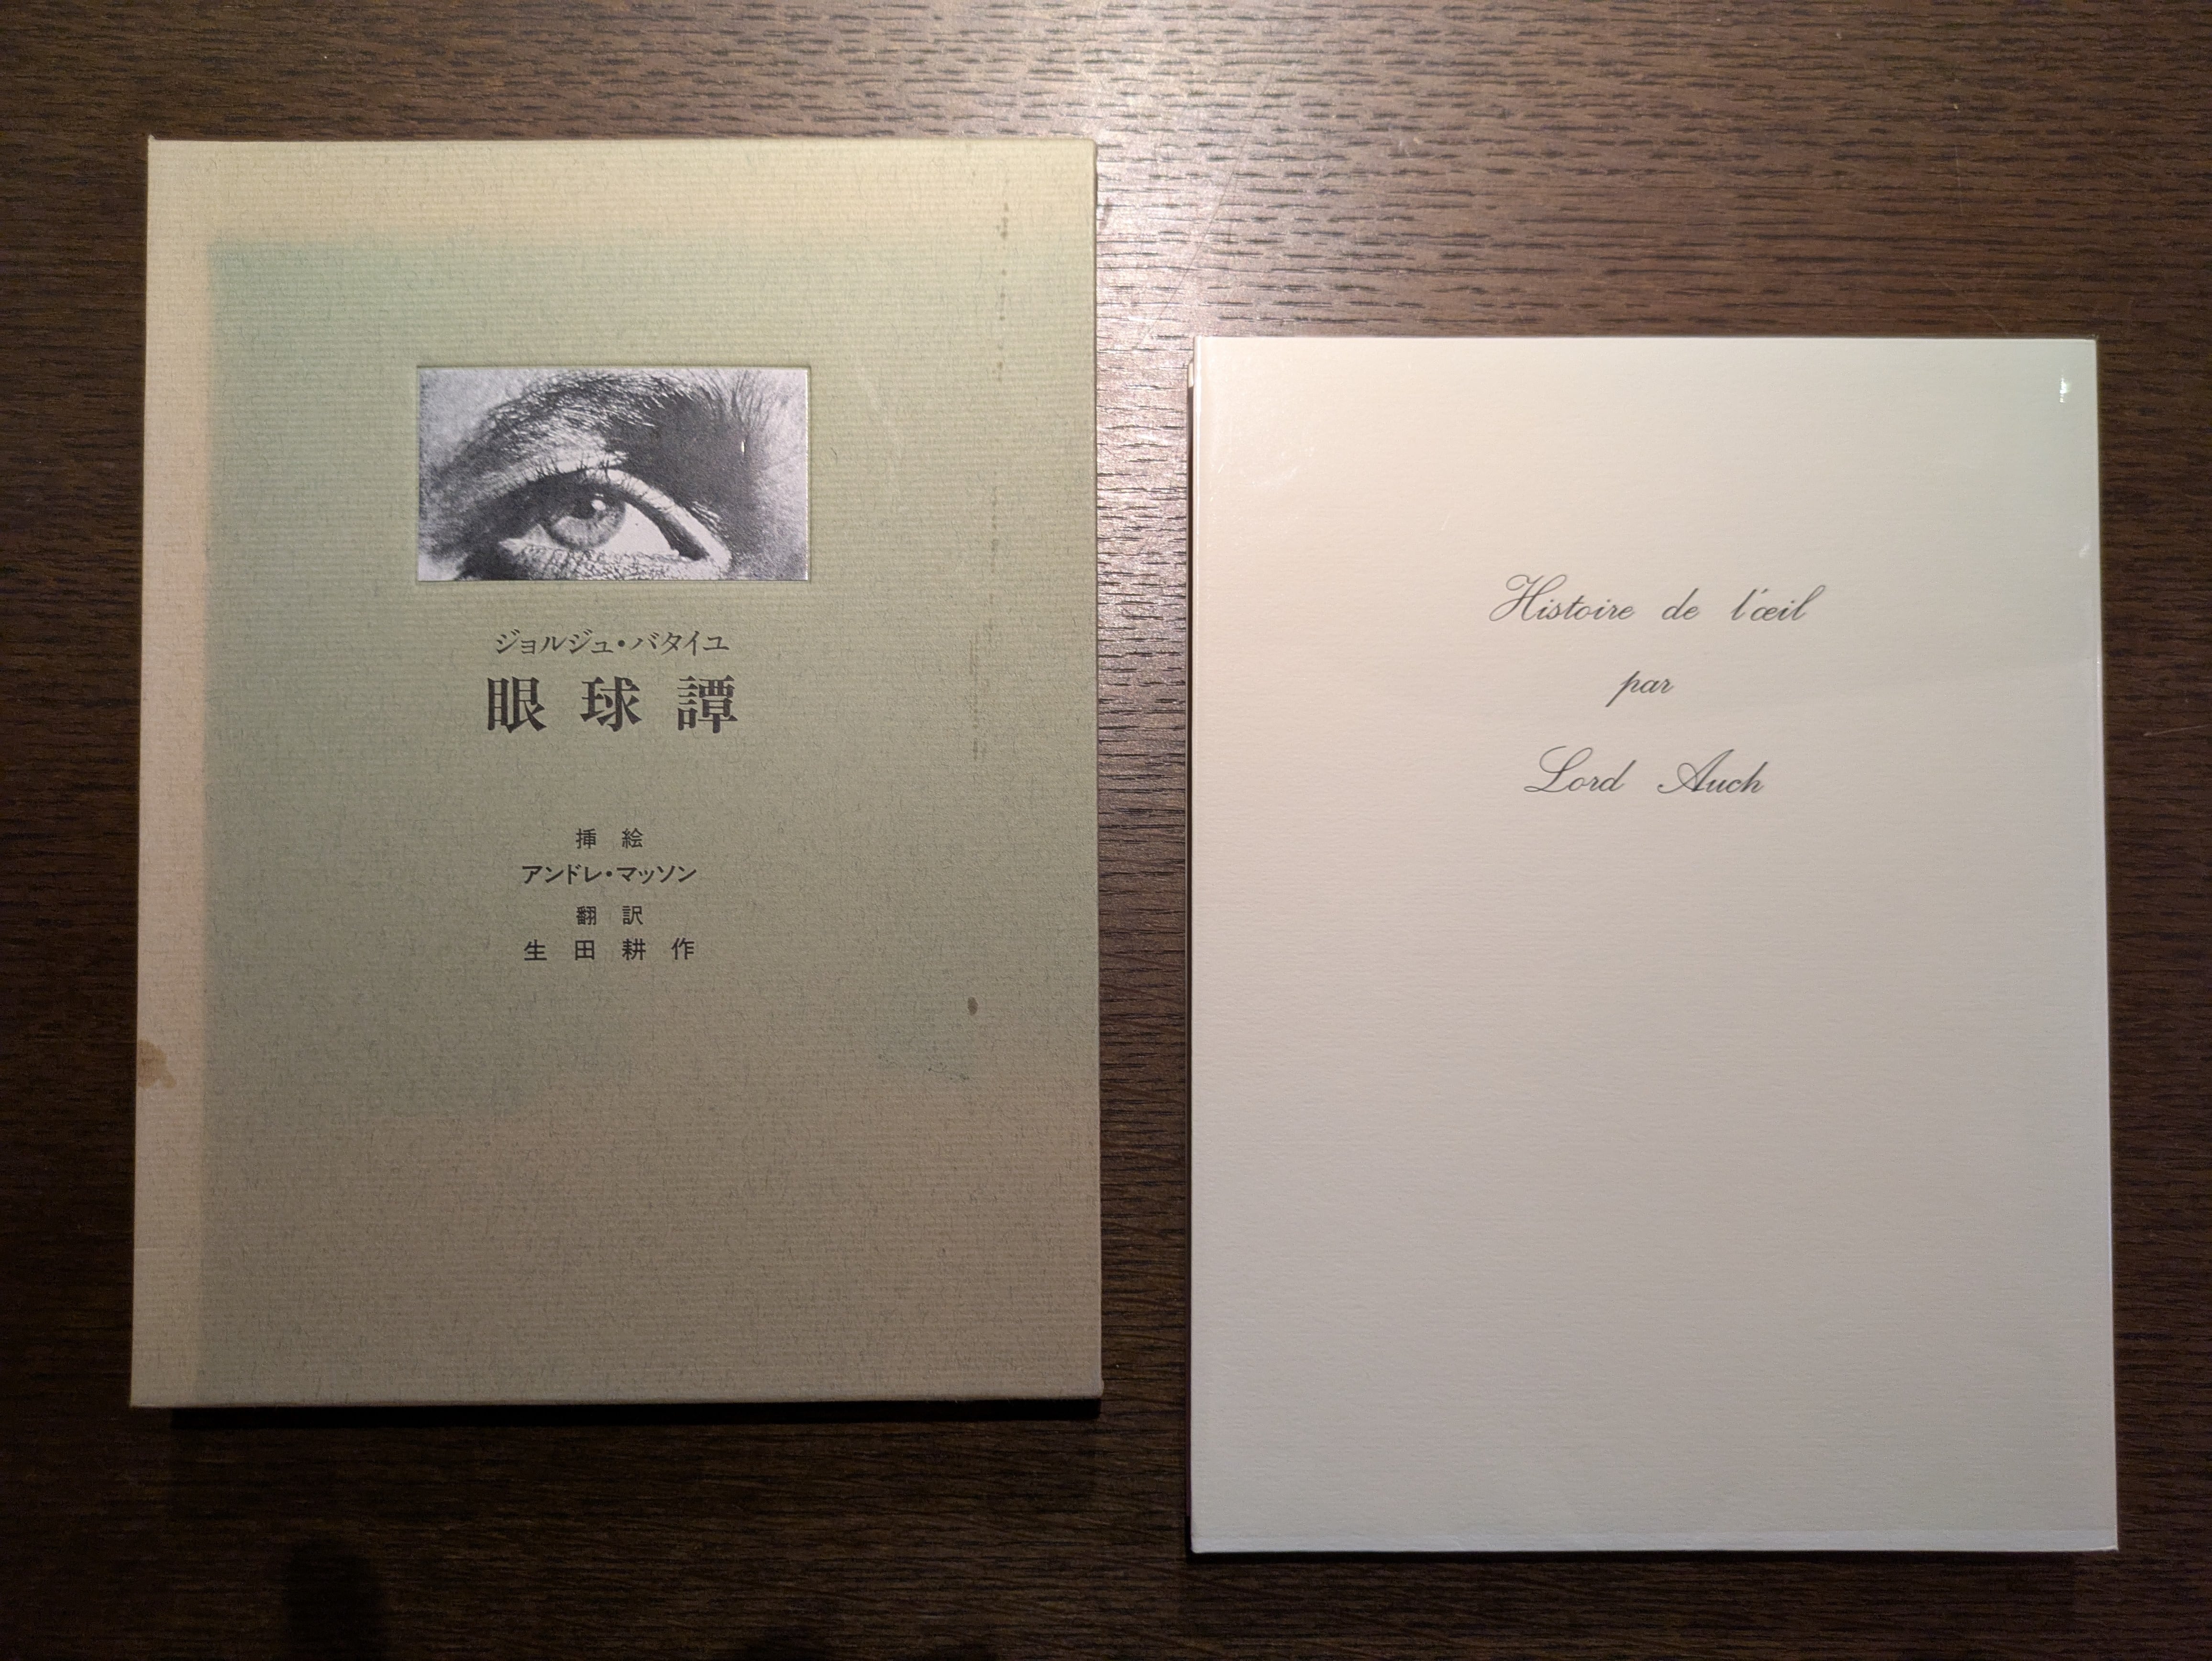 ジョルジュ・バタイユ
眼球譚
挿絵
アンドレ・マッソン
翻訳
生田耕作
Histoire de l'œil
par
Lord Auch